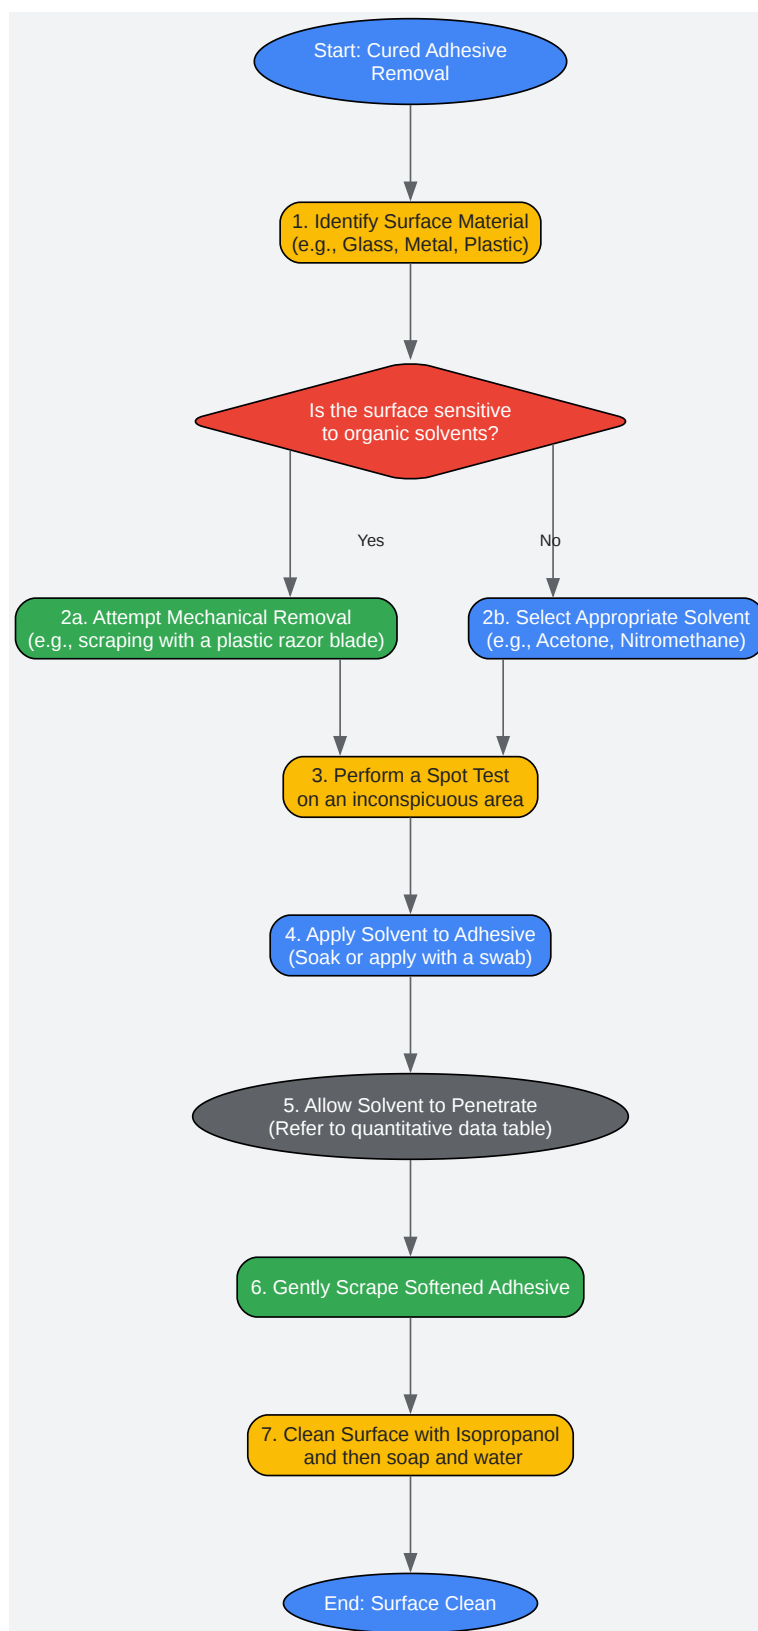 Start: Cured Adhesive
Removal
1. Identify Surface Material
(e.g., Glass, Metal, Plastic)
Is the surface sensitive
to organic solvents?
Yes
No
2a. Attempt Mechanical Removal
(e.g., scraping with a plastic razor blade)
2b. Select Appropriate Solvent
(e.g., Acetone, Nitromethane)
3. Perform a Spot Test
on an inconspicuous area
4. Apply Solvent to Adhesive
(Soak or apply with a swab)
5. Allow Solvent to Penetrate
(Refer to quantitative data table)
6. Gently Scrape Softened Adhesive
7. Clean Surface with Isopropanol
and then soap and water
End: Surface Clean